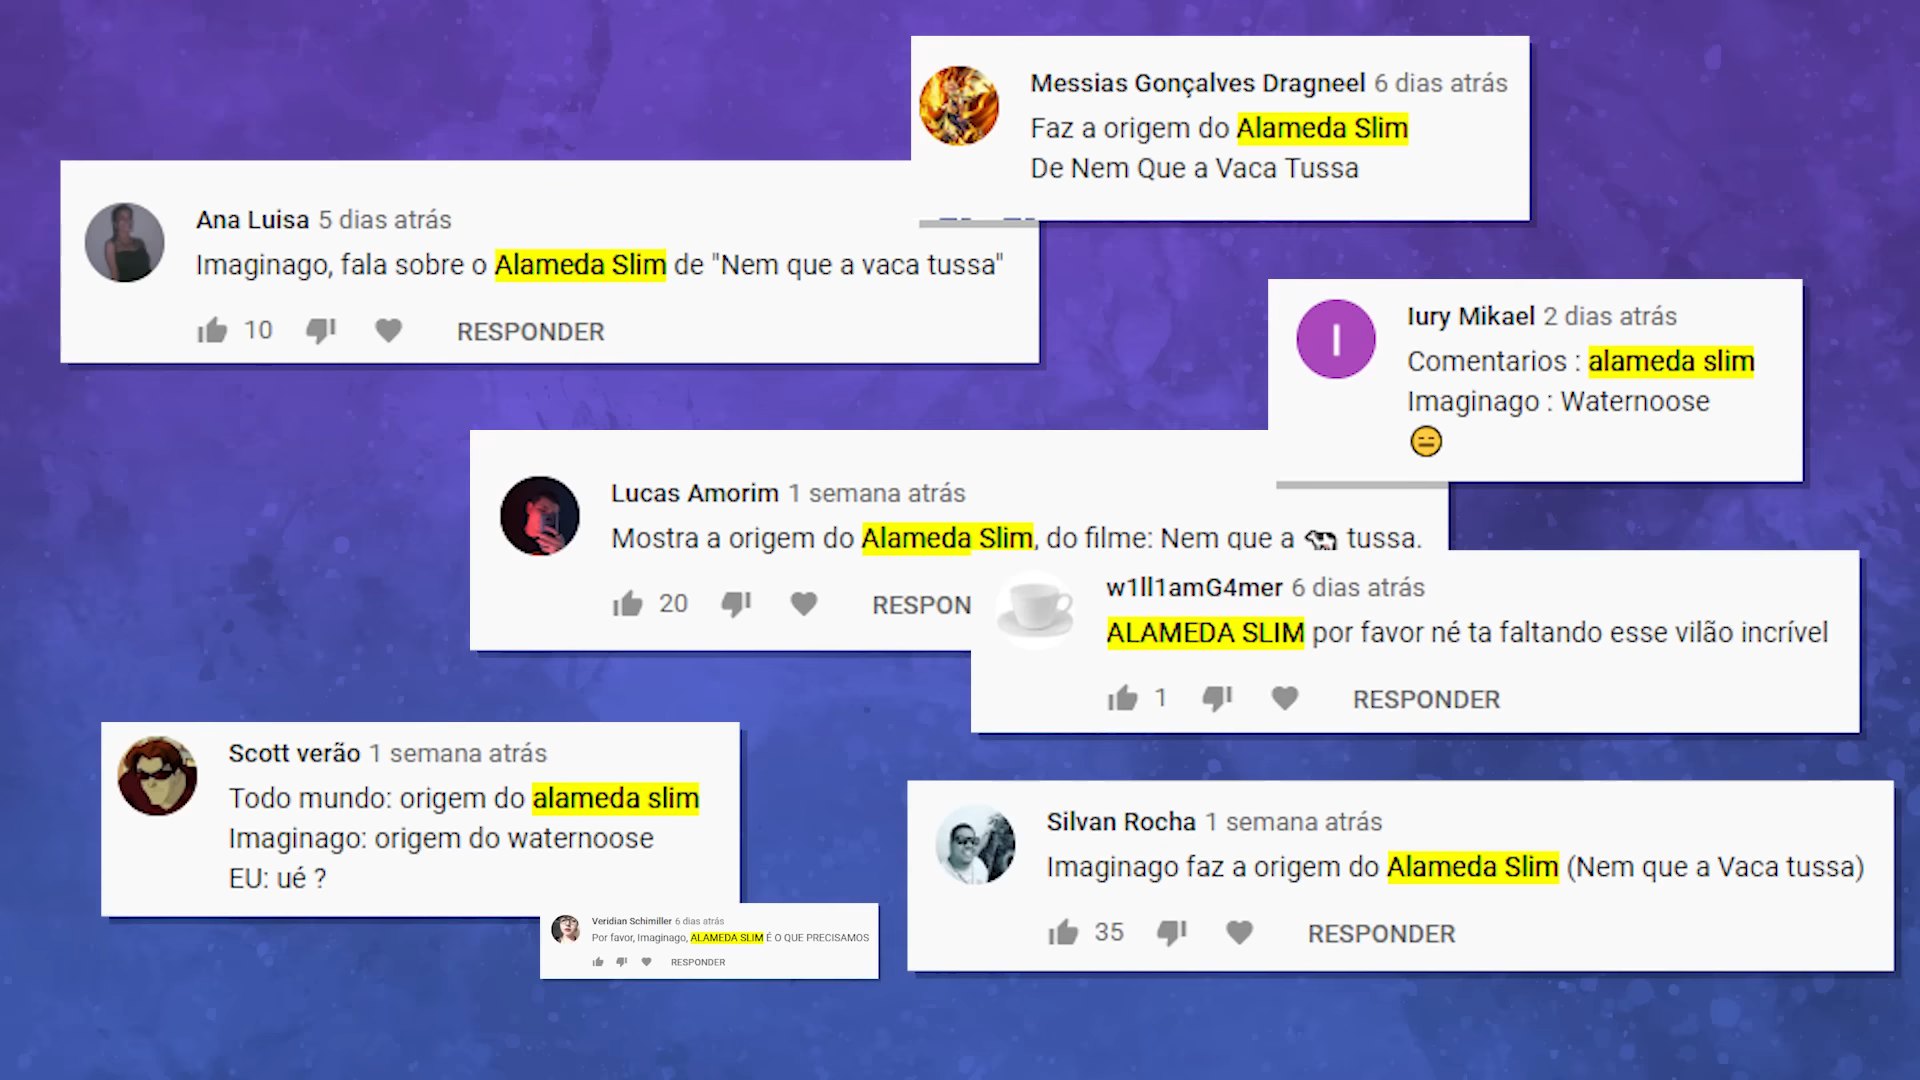 Messias Gonçalves Dragneel 6 dias atrás
Faz a origem do Alameda Slim
De Nem Que a Vaca Tussa
Ana Luisa 5 dias atrás
Imaginago, fala sobre o Alameda Slim de "Nem que a vaca tussa"
10 RESPONDER
Iury Mikael 2 dias atrás
Comentarios : alameda slim
Imaginago : Waternoose
Lucas Amorim 1 semana atrás
Mostra a origem do Alameda Slim, do filme: Nem que a 🐄 tussa.
20 RESPON
w1ll1amG4mer 6 dias atrás
ALAMEDA SLIM por favor né ta faltando esse vilão incrível
1 RESPONDER
Scott verão 1 semana atrás
Todo mundo: origem do alameda slim
Imaginago: origem do waternoose
EU: ué ?
Silvan Rocha 1 semana atrás
Imaginago faz a origem do Alameda Slim (Nem que a Vaca tussa)
35 RESPONDER
Veridian Schimiller 6 dias atrás
Por favor, Imaginago, ALAMEDA SLIM É O QUE PRECISAMOS
RESPONDER